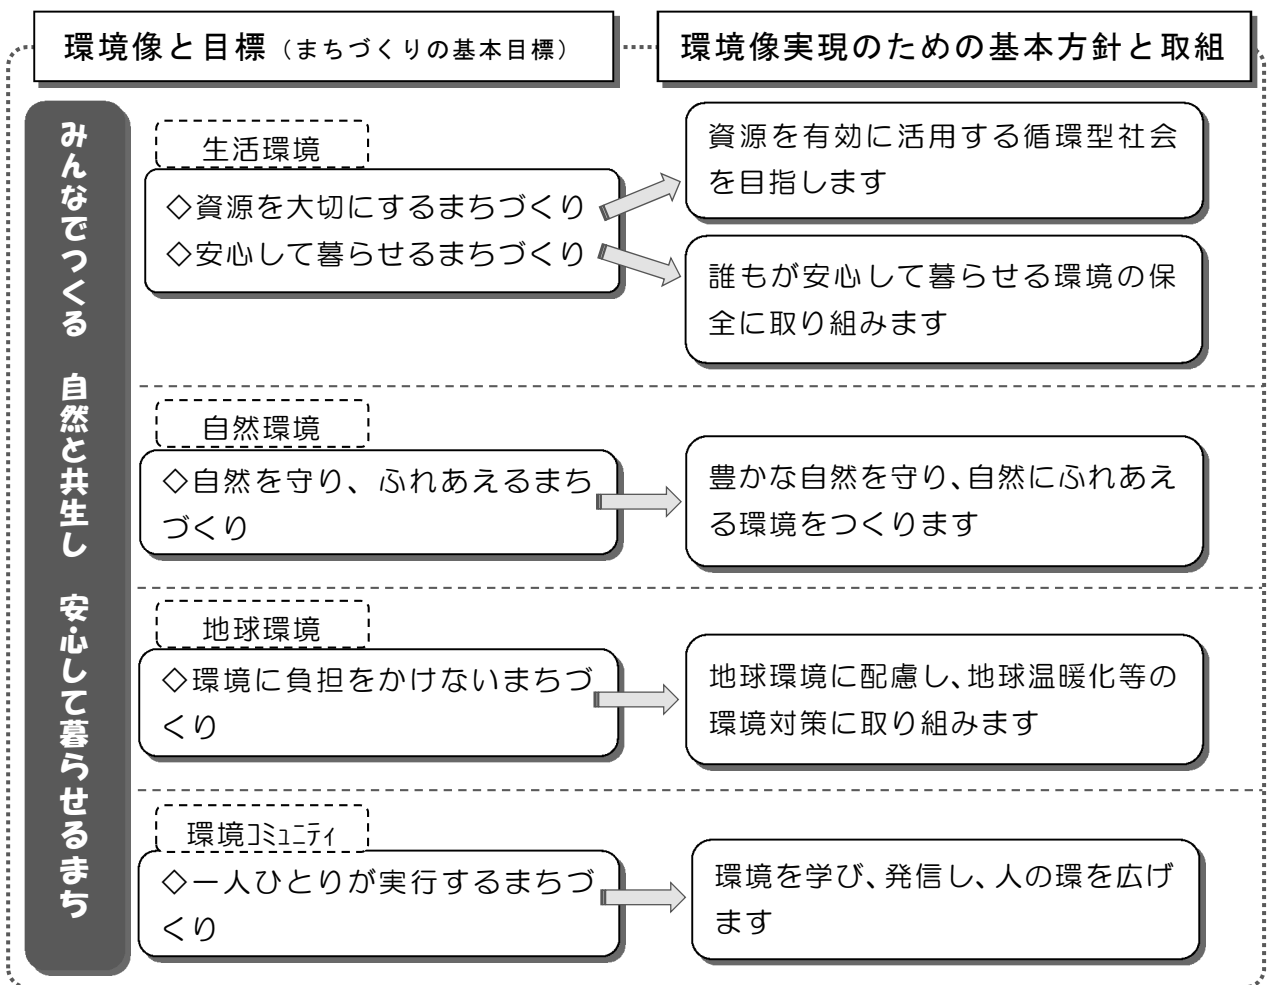 環境像と目標（まちづくりの基本目標）
環境像実現のための基本方針と取組
みんなでつくる　自然と共生し　安心して暮らせるまち
生活環境
◇資源を大切にするまちづくり
◇安心して暮らせるまちづくり
資源を有効に活用する循環型社会
を目指します
誰もが安心して暮らせる環境の保
全に取り組みます
自然環境
◇自然を守り、ふれあえるまち
づくり
豊かな自然を守り、自然にふれあえ
る環境をつくります
地球環境
◇環境に負担をかけないまちづ
くり
地球環境に配慮し、地球温暖化等の
環境対策に取り組みます
環境ｺﾐｭﾆﾃｨ
◇一人ひとりが実行するまちづ
くり
環境を学び、発信し、人の環を広げ
ます